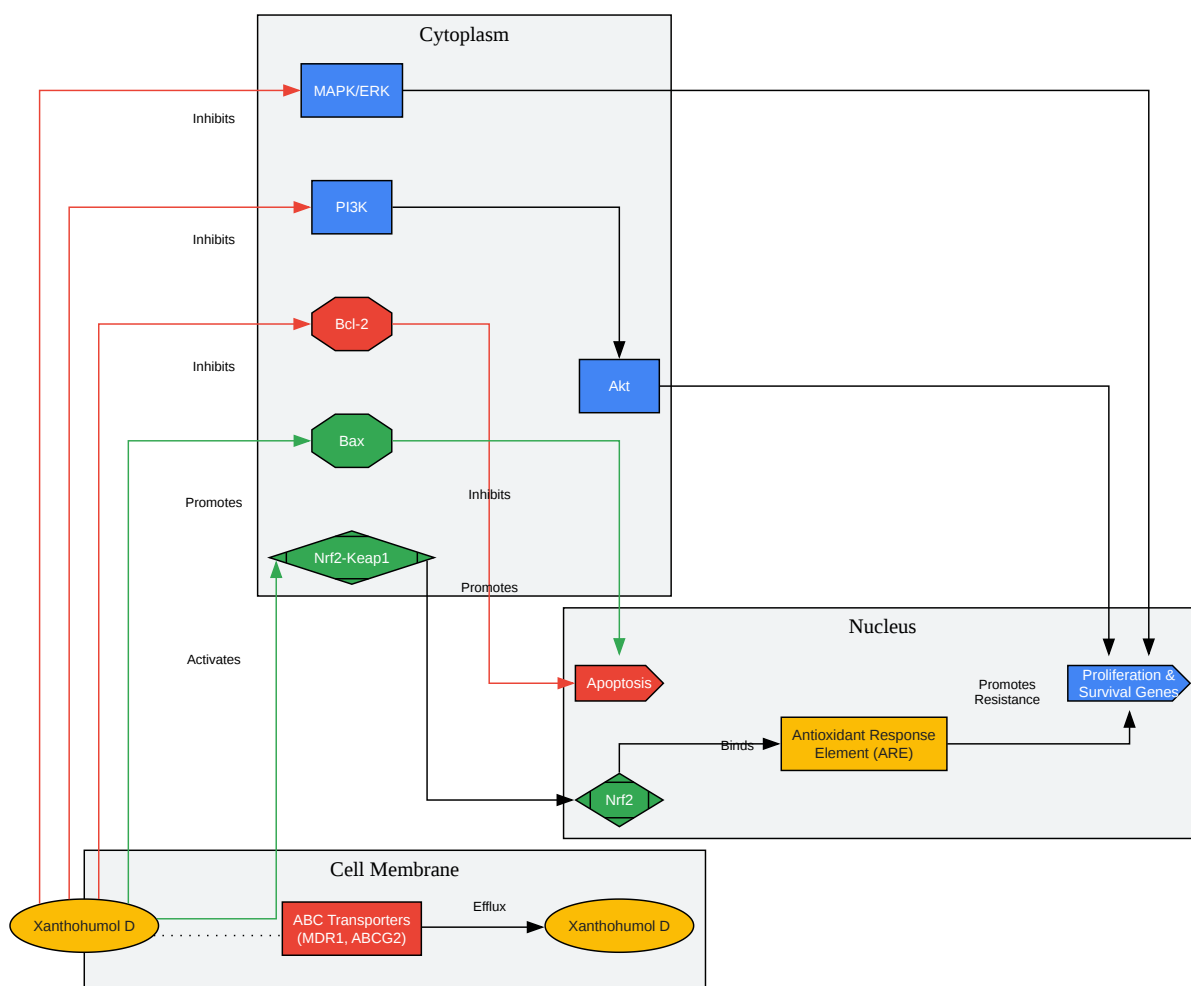 Cytoplasm
MAPK/ERK
Inhibits
PI3K
Inhibits
Bcl-2
Inhibits
Akt
Bax
Promotes
Inhibits
Nrf2-Keap1
Promotes
Activates
Nucleus
Apoptosis
Promotes
Resistance
Proliferation &
Survival Genes
Binds
Antioxidant Response
Element (ARE)
Nrf2
Cell Membrane
Xanthohumol D
ABC Transporters
(MDR1, ABCG2)
Efflux
Xanthohumol D